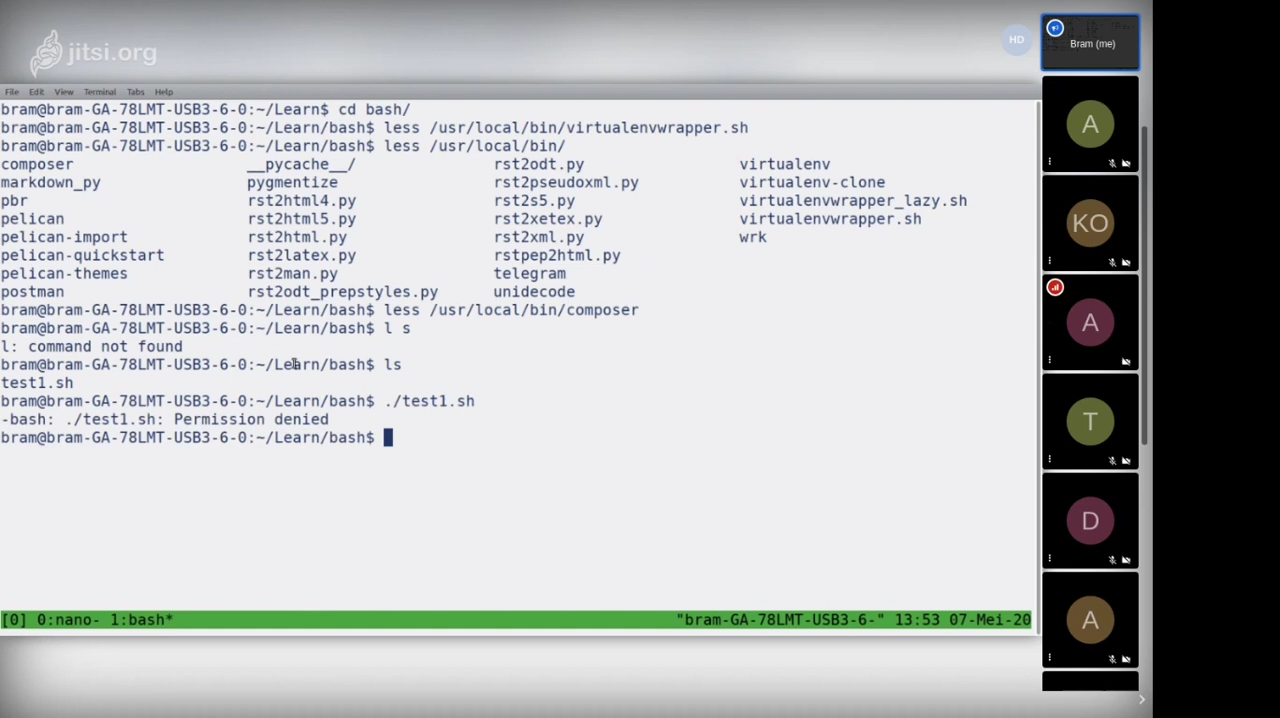 jitsi.org
HD
Bram (me)
File Edit View Terminal Tabs Help
bram@bram-GA-78LMT-USB3-6-0:~/Learn$ cd bash/
bram@bram-GA-78LMT-USB3-6-0:~/Learn/bash$ less /usr/local/bin/virtualenvwrapper.sh
bram@bram-GA-78LMT-USB3-6-0:~/Learn/bash$ less /usr/local/bin/
composer __pycache__/ rst2odt.py virtualenv
markdown_py pygmentize rst2pseudoxml.py virtualenv-clone
pbr rst2html4.py rst2s5.py virtualenvwrapper_lazy.sh
pelican rst2html5.py rst2xetex.py virtualenvwrapper.sh
pelican-import rst2html.py rst2xml.py wrk
pelican-quickstart rst2latex.py rstpep2html.py
pelican-themes rst2man.py telegram
postman rst2odt_prepstyles.py unidecode
bram@bram-GA-78LMT-USB3-6-0:~/Learn/bash$ less /usr/local/bin/composer
bram@bram-GA-78LMT-USB3-6-0:~/Learn/bash$ l s
l: command not found
bram@bram-GA-78LMT-USB3-6-0:~/Learn/bash$ ls
test1.sh
bram@bram-GA-78LMT-USB3-6-0:~/Learn/bash$ ./test1.sh
-bash: ./test1.sh: Permission denied
bram@bram-GA-78LMT-USB3-6-0:~/Learn/bash$
[0] 0:nano- 1:bash* "bram-GA-78LMT-USB3-6-" 13:53 07-Mei-20
A
KO
A
T
D
A